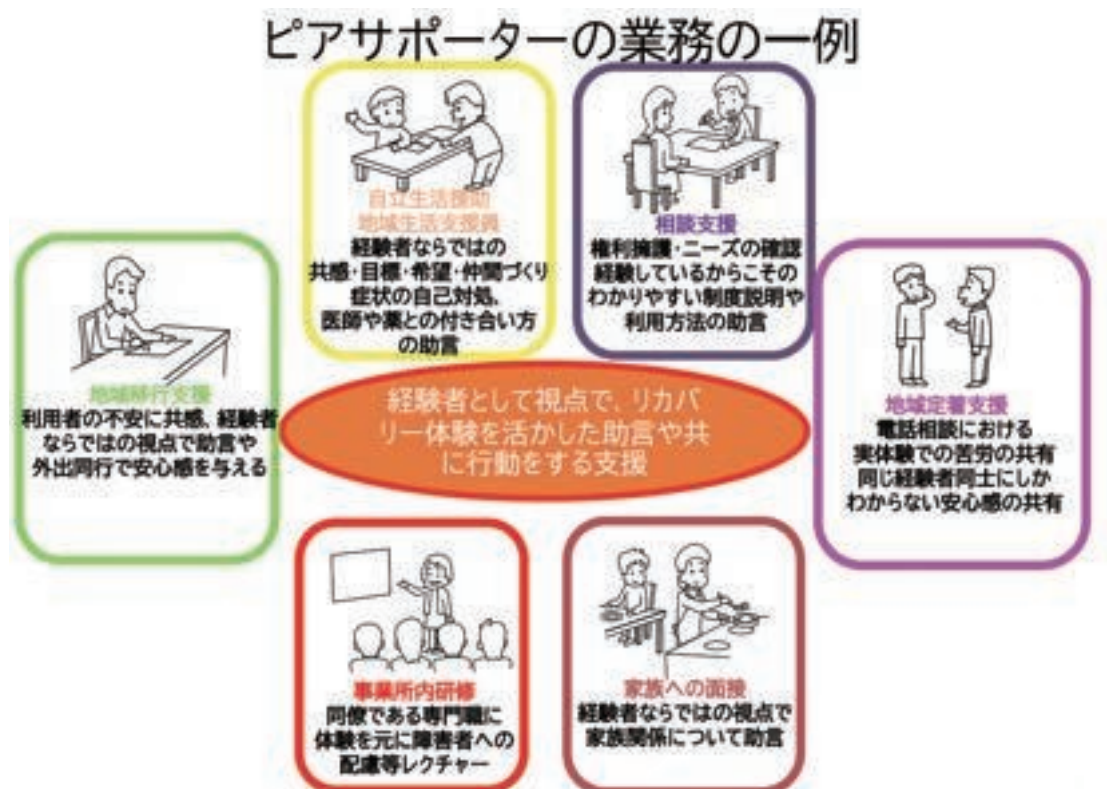 ピアサポーターの業務の一例
自立生活援助
地域生活支援員
経験者ならではの
共感・目標・希望・仲間づくり
症状の自己対処、
医師や薬との付き合い方
の助言
相談支援
権利擁護・ニーズの確認
経験しているからこその
わかりやすい制度説明や
利用方法の助言
地域移行支援
利用者の不安に共感、経験者
ならではの視点で助言や
外出同行で安心感を与える
経験者として視点で、リカバ
リー体験を活かした助言や共
に行動をする支援
地域定着支援
電話相談における
実体験での苦労の共有
同じ経験者同士にしか
わからない安心感の共有
事業所内研修
同僚である専門職に
体験を元に障害者への
配慮等レクチャー
家族への面接
経験者ならではの視点で
家族関係について助言